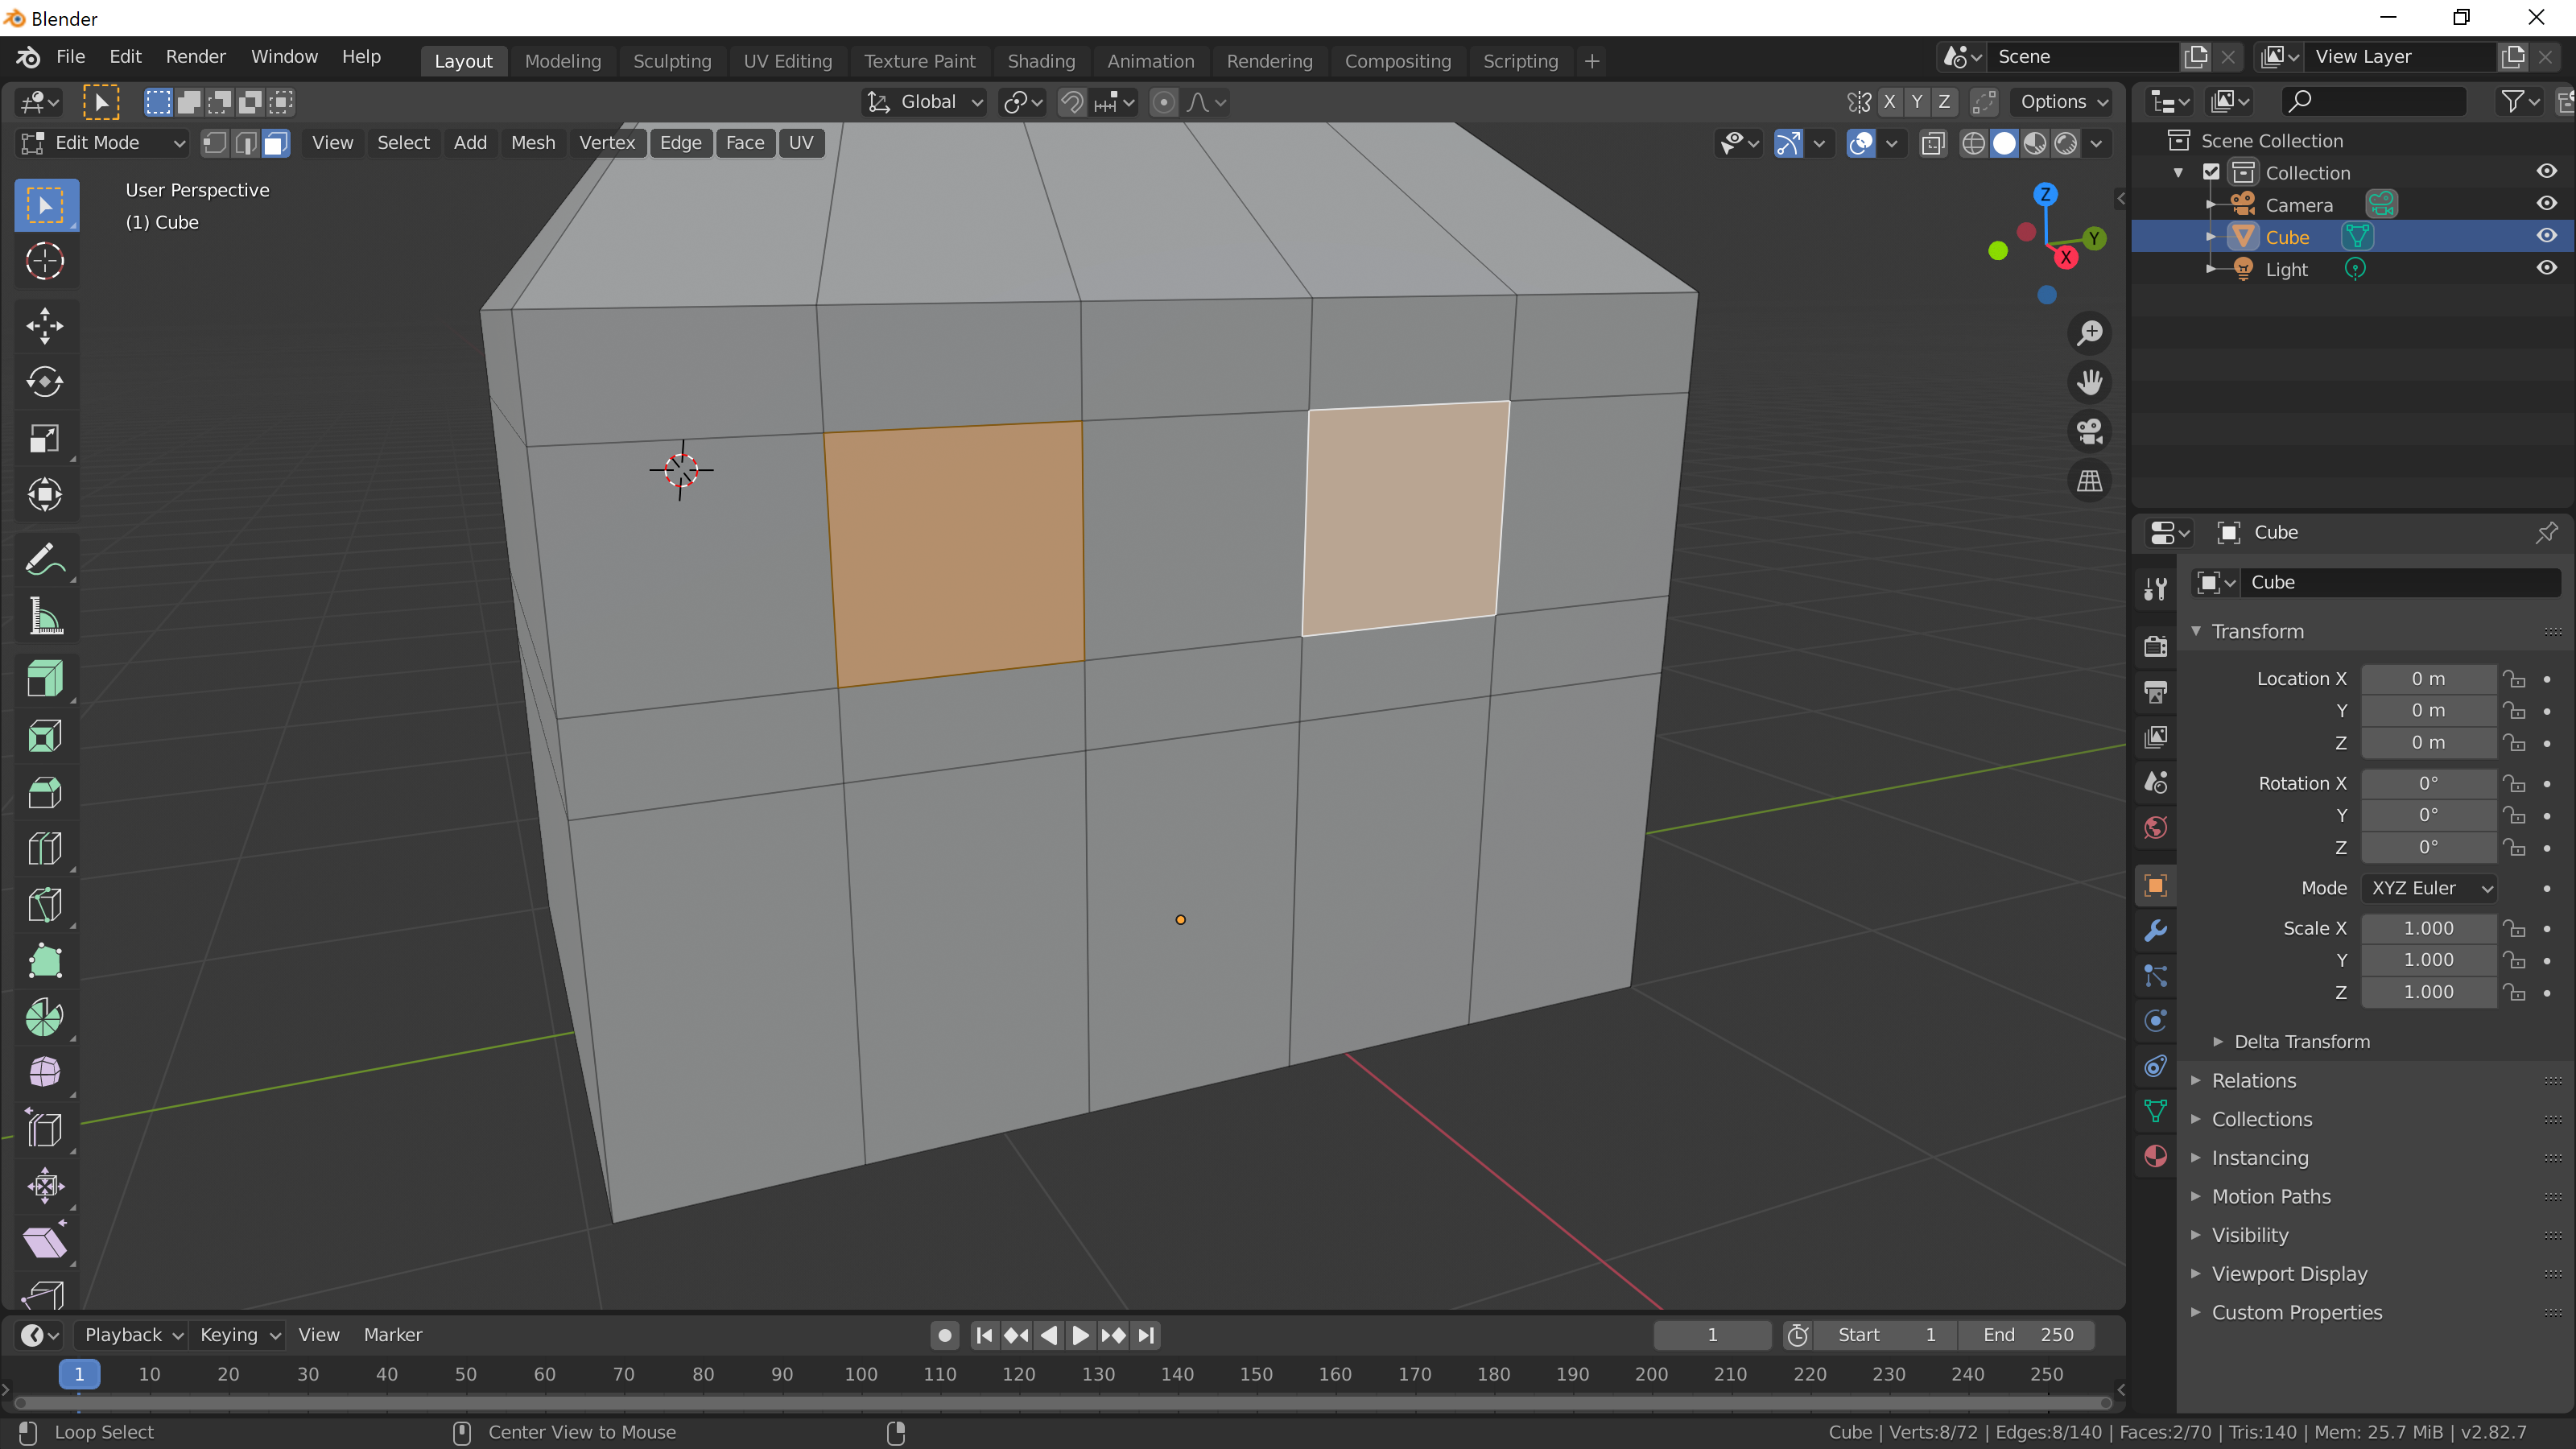 Blender
File Edit Render Window Help Layout Modeling Sculpting UV Editing Texture Paint Shading Animation Rendering Compositing Scripting + Scene View Layer
Global X Y Z Options
Edit Mode View Select Add Mesh Vertex Edge Face UV
User Perspective
(1) Cube
Z
Y
X
Scene Collection
Collection
Camera
Cube
Light
Cube
Cube
Transform
Location X 0 m
Y 0 m
Z 0 m
Rotation X 0°
Y 0°
Z 0°
Mode XYZ Euler
Scale X 1.000
Y 1.000
Z 1.000
Delta Transform
Relations
Collections
Instancing
Motion Paths
Visibility
Viewport Display
Custom Properties
Playback Keying View Marker 1 Start 1 End 250
1 10 20 30 40 50 60 70 80 90 100 110 120 130 140 150 160 170 180 190 200 210 220 230 240 250
Loop Select Center View to Mouse Cube | Verts:8/72 | Edges:8/140 | Faces:2/70 | Tris:140 | Mem: 25.7 MiB | v2.82.7